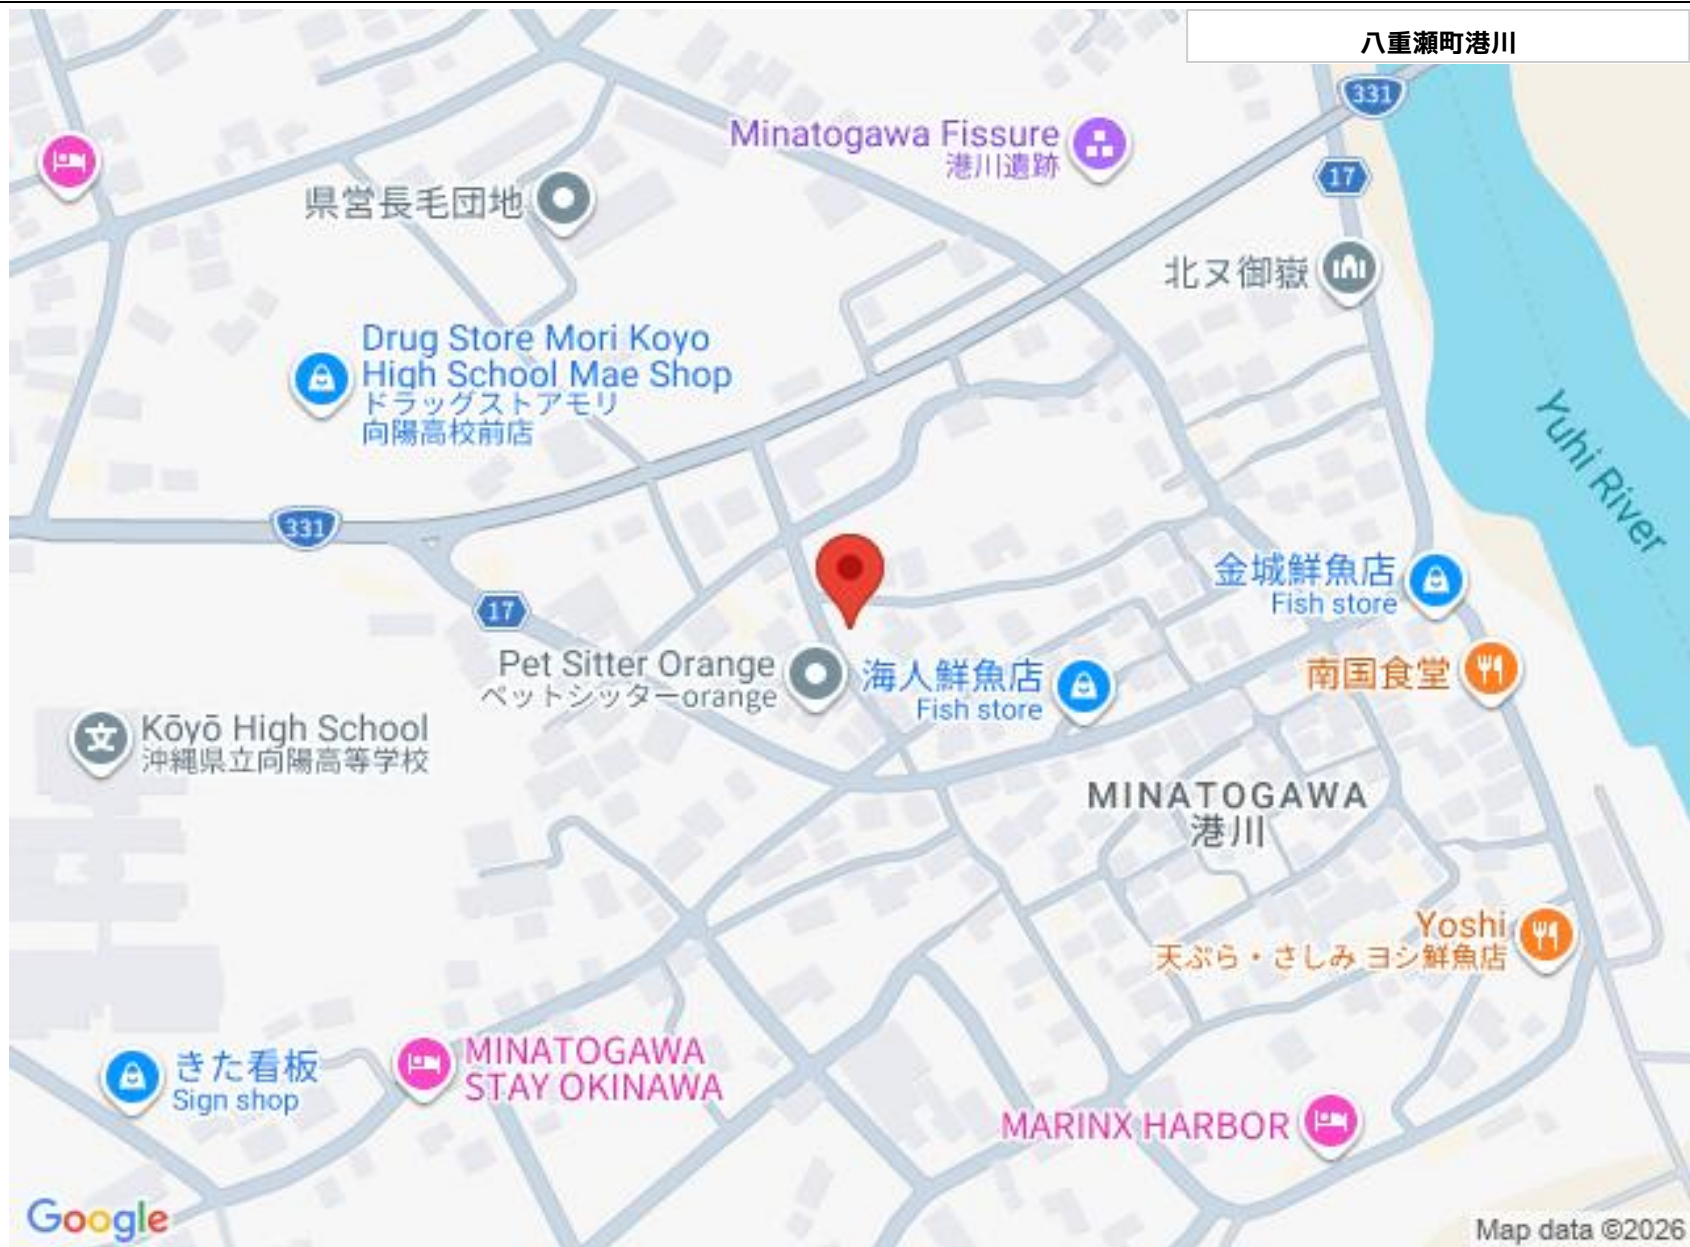 八重瀬町港川
331
Minatogawa Fissure
港川遺跡
17
県営長毛団地
北ヌ御嶽
Drug Store Mori Koyo
High School Mae Shop
ドラッグストアモリ
向陽高校前店
Yuhi River
331
金城鮮魚店
Fish store
17
Pet Sitter Orange
ペットシッターorange
海人鮮魚店
Fish store
南国食堂
Kōyō High School
沖縄県立向陽高等学校
MINATOGAWA
港川
Yoshi
天ぷら・さしみ ヨシ鮮魚店
きた看板
Sign shop
MINATOGAWA
STAY OKINAWA
MARINX HARBOR
Google
Map data ©2026